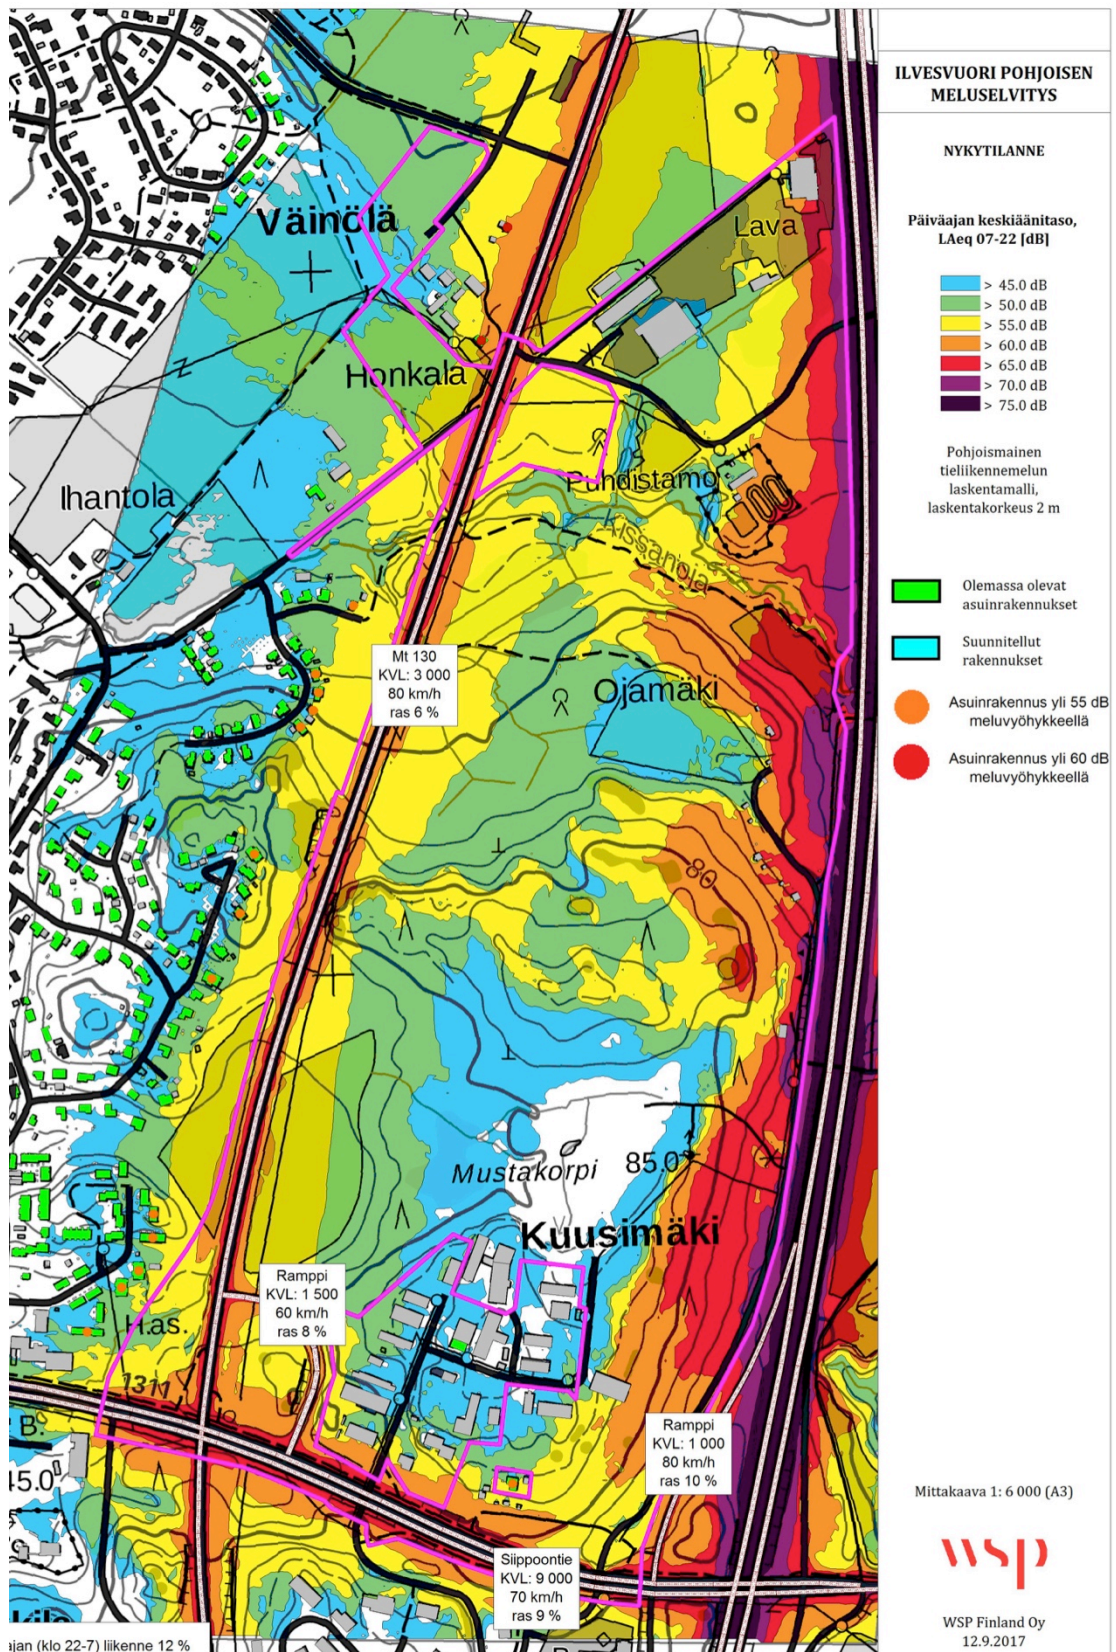 ILVESVUORI POHJOISEN
MELUSELVITYS
NYKYTILANNE
Päiväajan keskiäänitaso,
LAeq 07-22 [dB]
> 45.0 dB
> 50.0 dB
> 55.0 dB
> 60.0 dB
> 65.0 dB
> 70.0 dB
> 75.0 dB
Pohjoismainen
tieliikennemelun
laskentamalli,
laskentakorkeus 2 m
Olemassa olevat
asuinrakennukset
Suunnitellut
rakennukset
Asuinrakennus yli 55 dB
meluvyöhykkeellä
Asuinrakennus yli 60 dB
meluvyöhykkeellä
Mittakaava 1: 6 000 (A3)
wsp
WSP Finland Oy
12.9.2017
Väinölä
Lava
Honkala
Ihantola
Puhdistamo
Kissanoja
Mt 130
KVL: 3 000
80 km/h
ras 6 %
Ojamäki
80
Mustakorpi
85.0
Kuusimäki
Ramppi
KVL: 1 500
60 km/h
ras 8 %
H.as.
1311
B.
45.0
Ramppi
KVL: 1 000
80 km/h
ras 10 %
Siippoontie
KVL: 9 000
70 km/h
ras 9 %
ajan (klo 22-7) liikenne 12 %